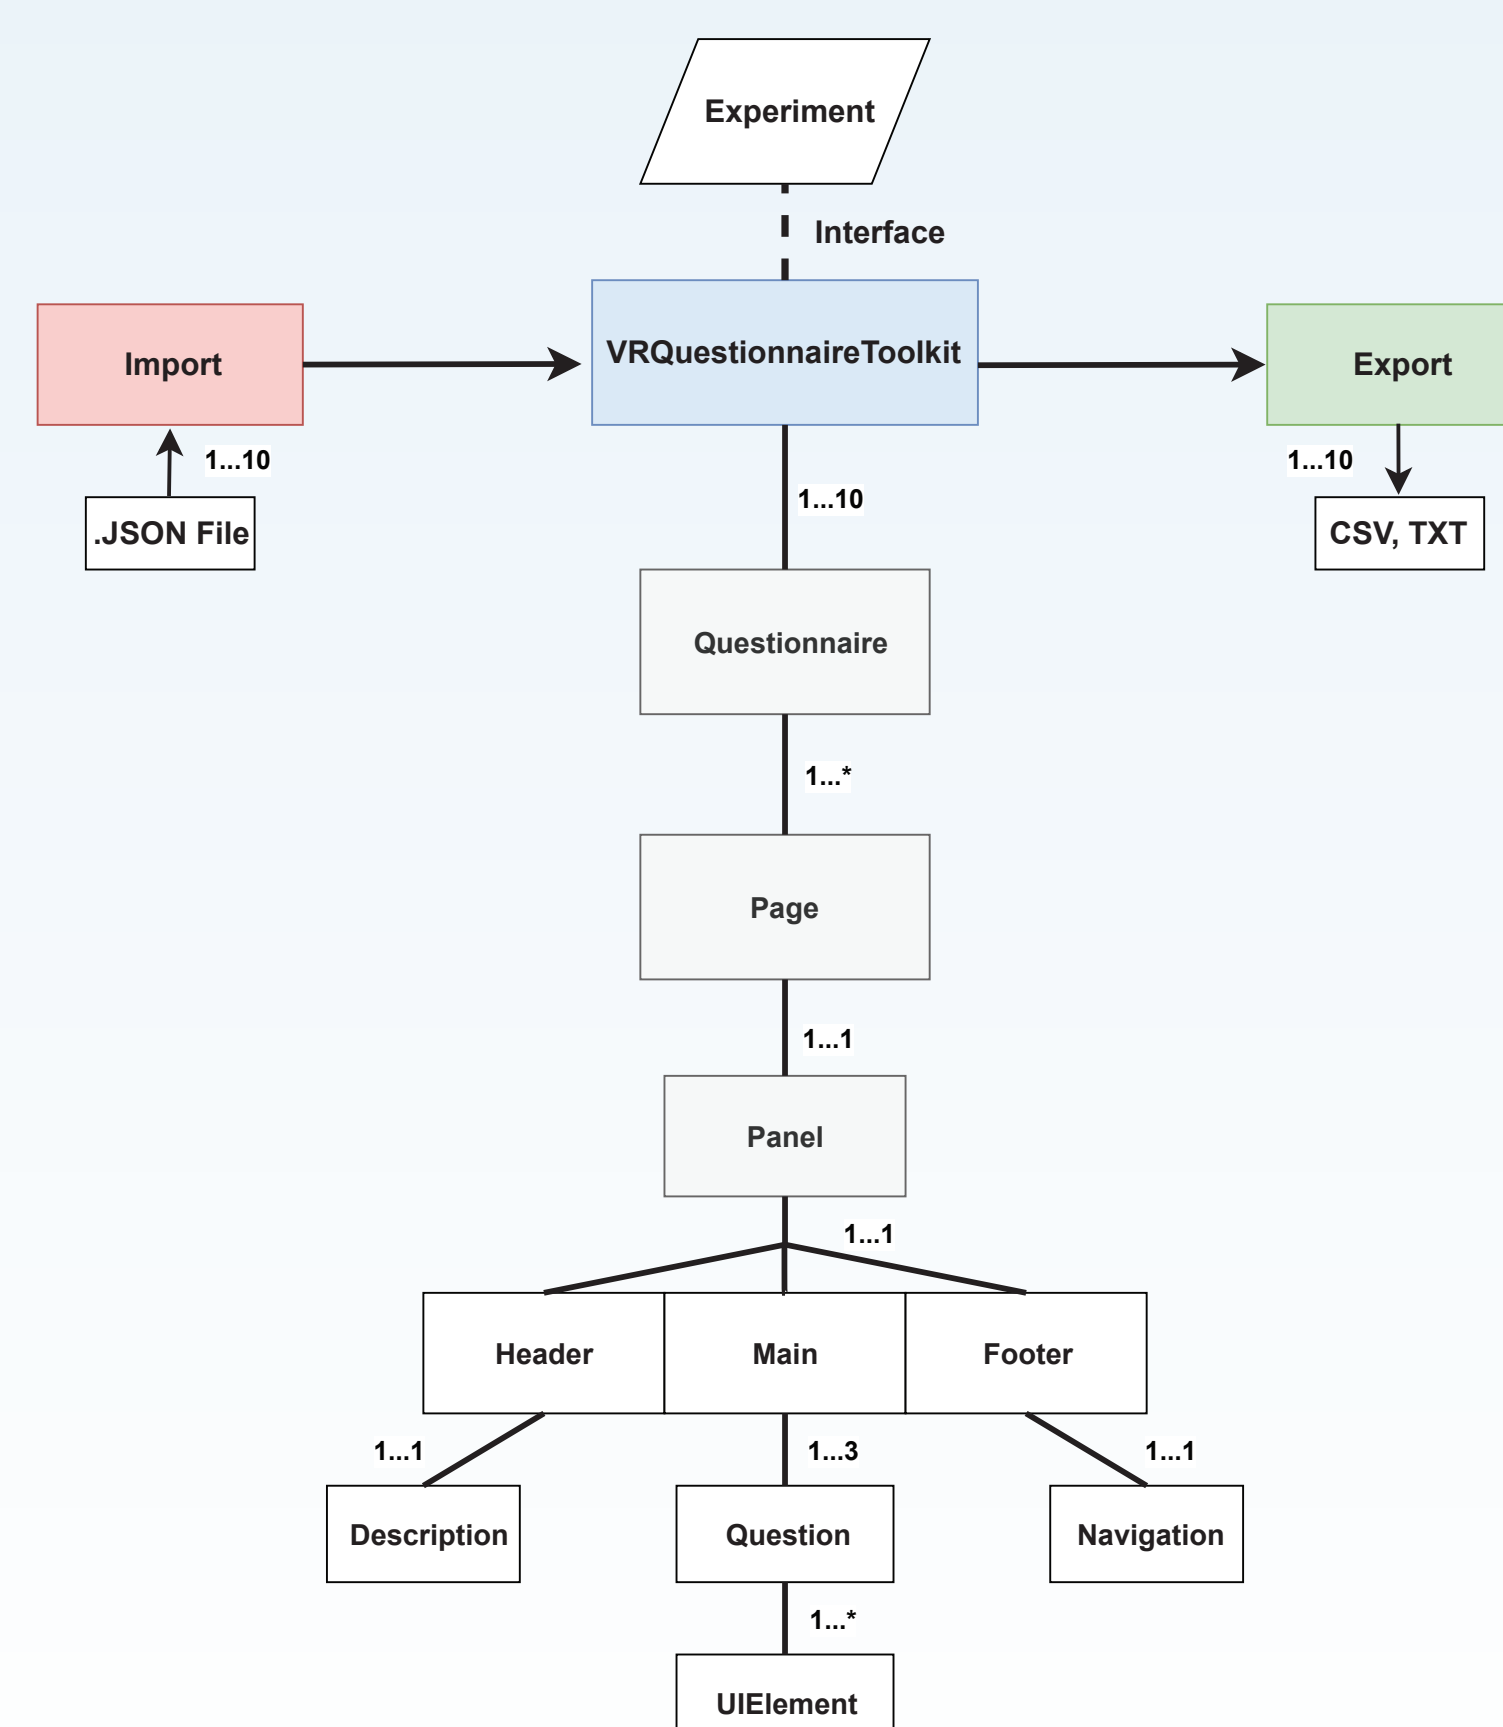 Experiment
Interface
Import
VRQuestionnaireToolkit
Export
1...10
1...10
.JSON File
1...10
CSV, TXT
Questionnaire
1...*
Page
1...1
Panel
1...1
Header
Main
Footer
1...1
1...3
1...1
Description
Question
Navigation
1...*
UIElement